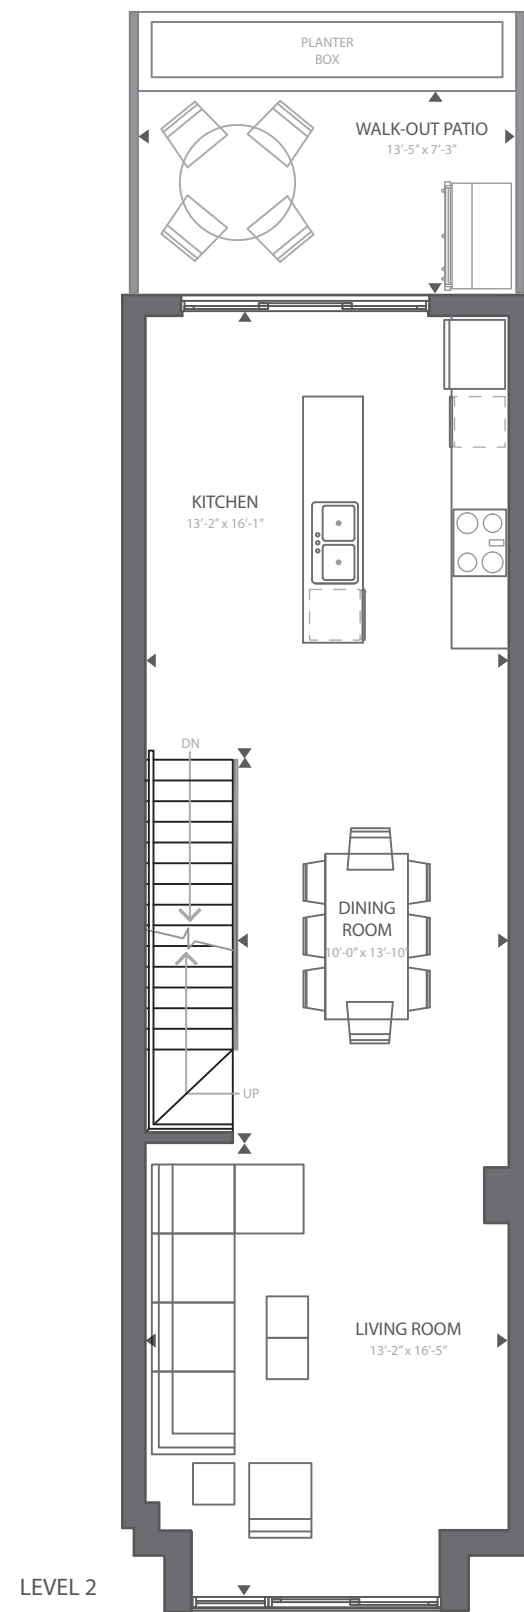 PLANTER
BOX
WALK-OUT PATIO
13'-5" x 7'-3"
KITCHEN
13'-2" x 16'-1"
DN
DINING
ROOM
10'-0" x 13'-10"
UP
LIVING ROOM
13'-2" x 16'-5"
LEVEL 2